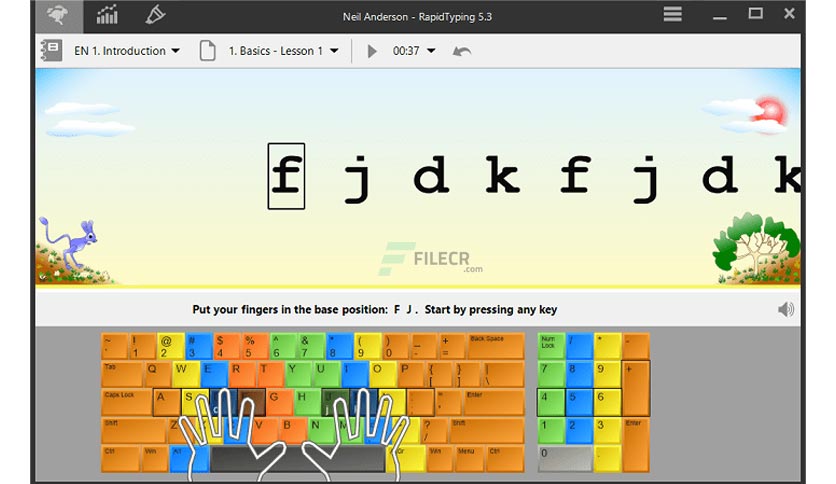 Neil Anderson - RapidTyping 5.3
EN 1. Introduction 1. Basics - Lesson 1 00:37
f j d k f j d k
FILECR
.com
Put your fingers in the base position: F J . Start by pressing any key
~ ! @ # $ % ^ & * ( ) _ + Back Space Num Lock / * -
` 1 2 3 4 5 6 7 8 9 0 - =
Tab Q W E R T Y U I O P { } | 7 8 9 +
[ ] \
Caps Lock A S G H : " Enter 4 5 6
Shift Z V B N M ? Shift 1 2 3 Enter
/
Ctrl Win Alt Win Menu Ctrl 0 .